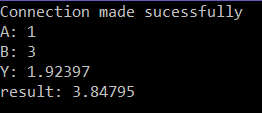 Connection made sucessfully
A: 1
B: 3
Y: 1.92397
result: 3.84795